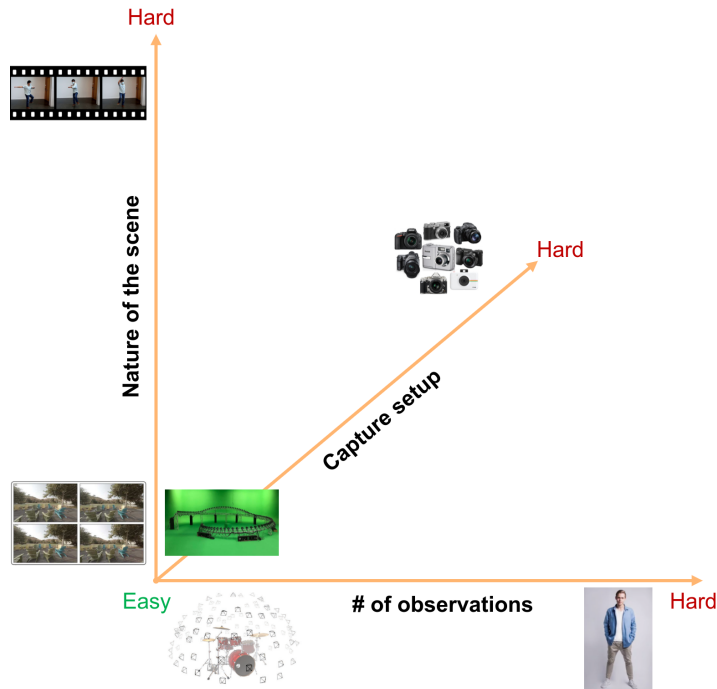 Hard
Nature of the scene
Hard
Capture setup
Easy
# of observations
Hard